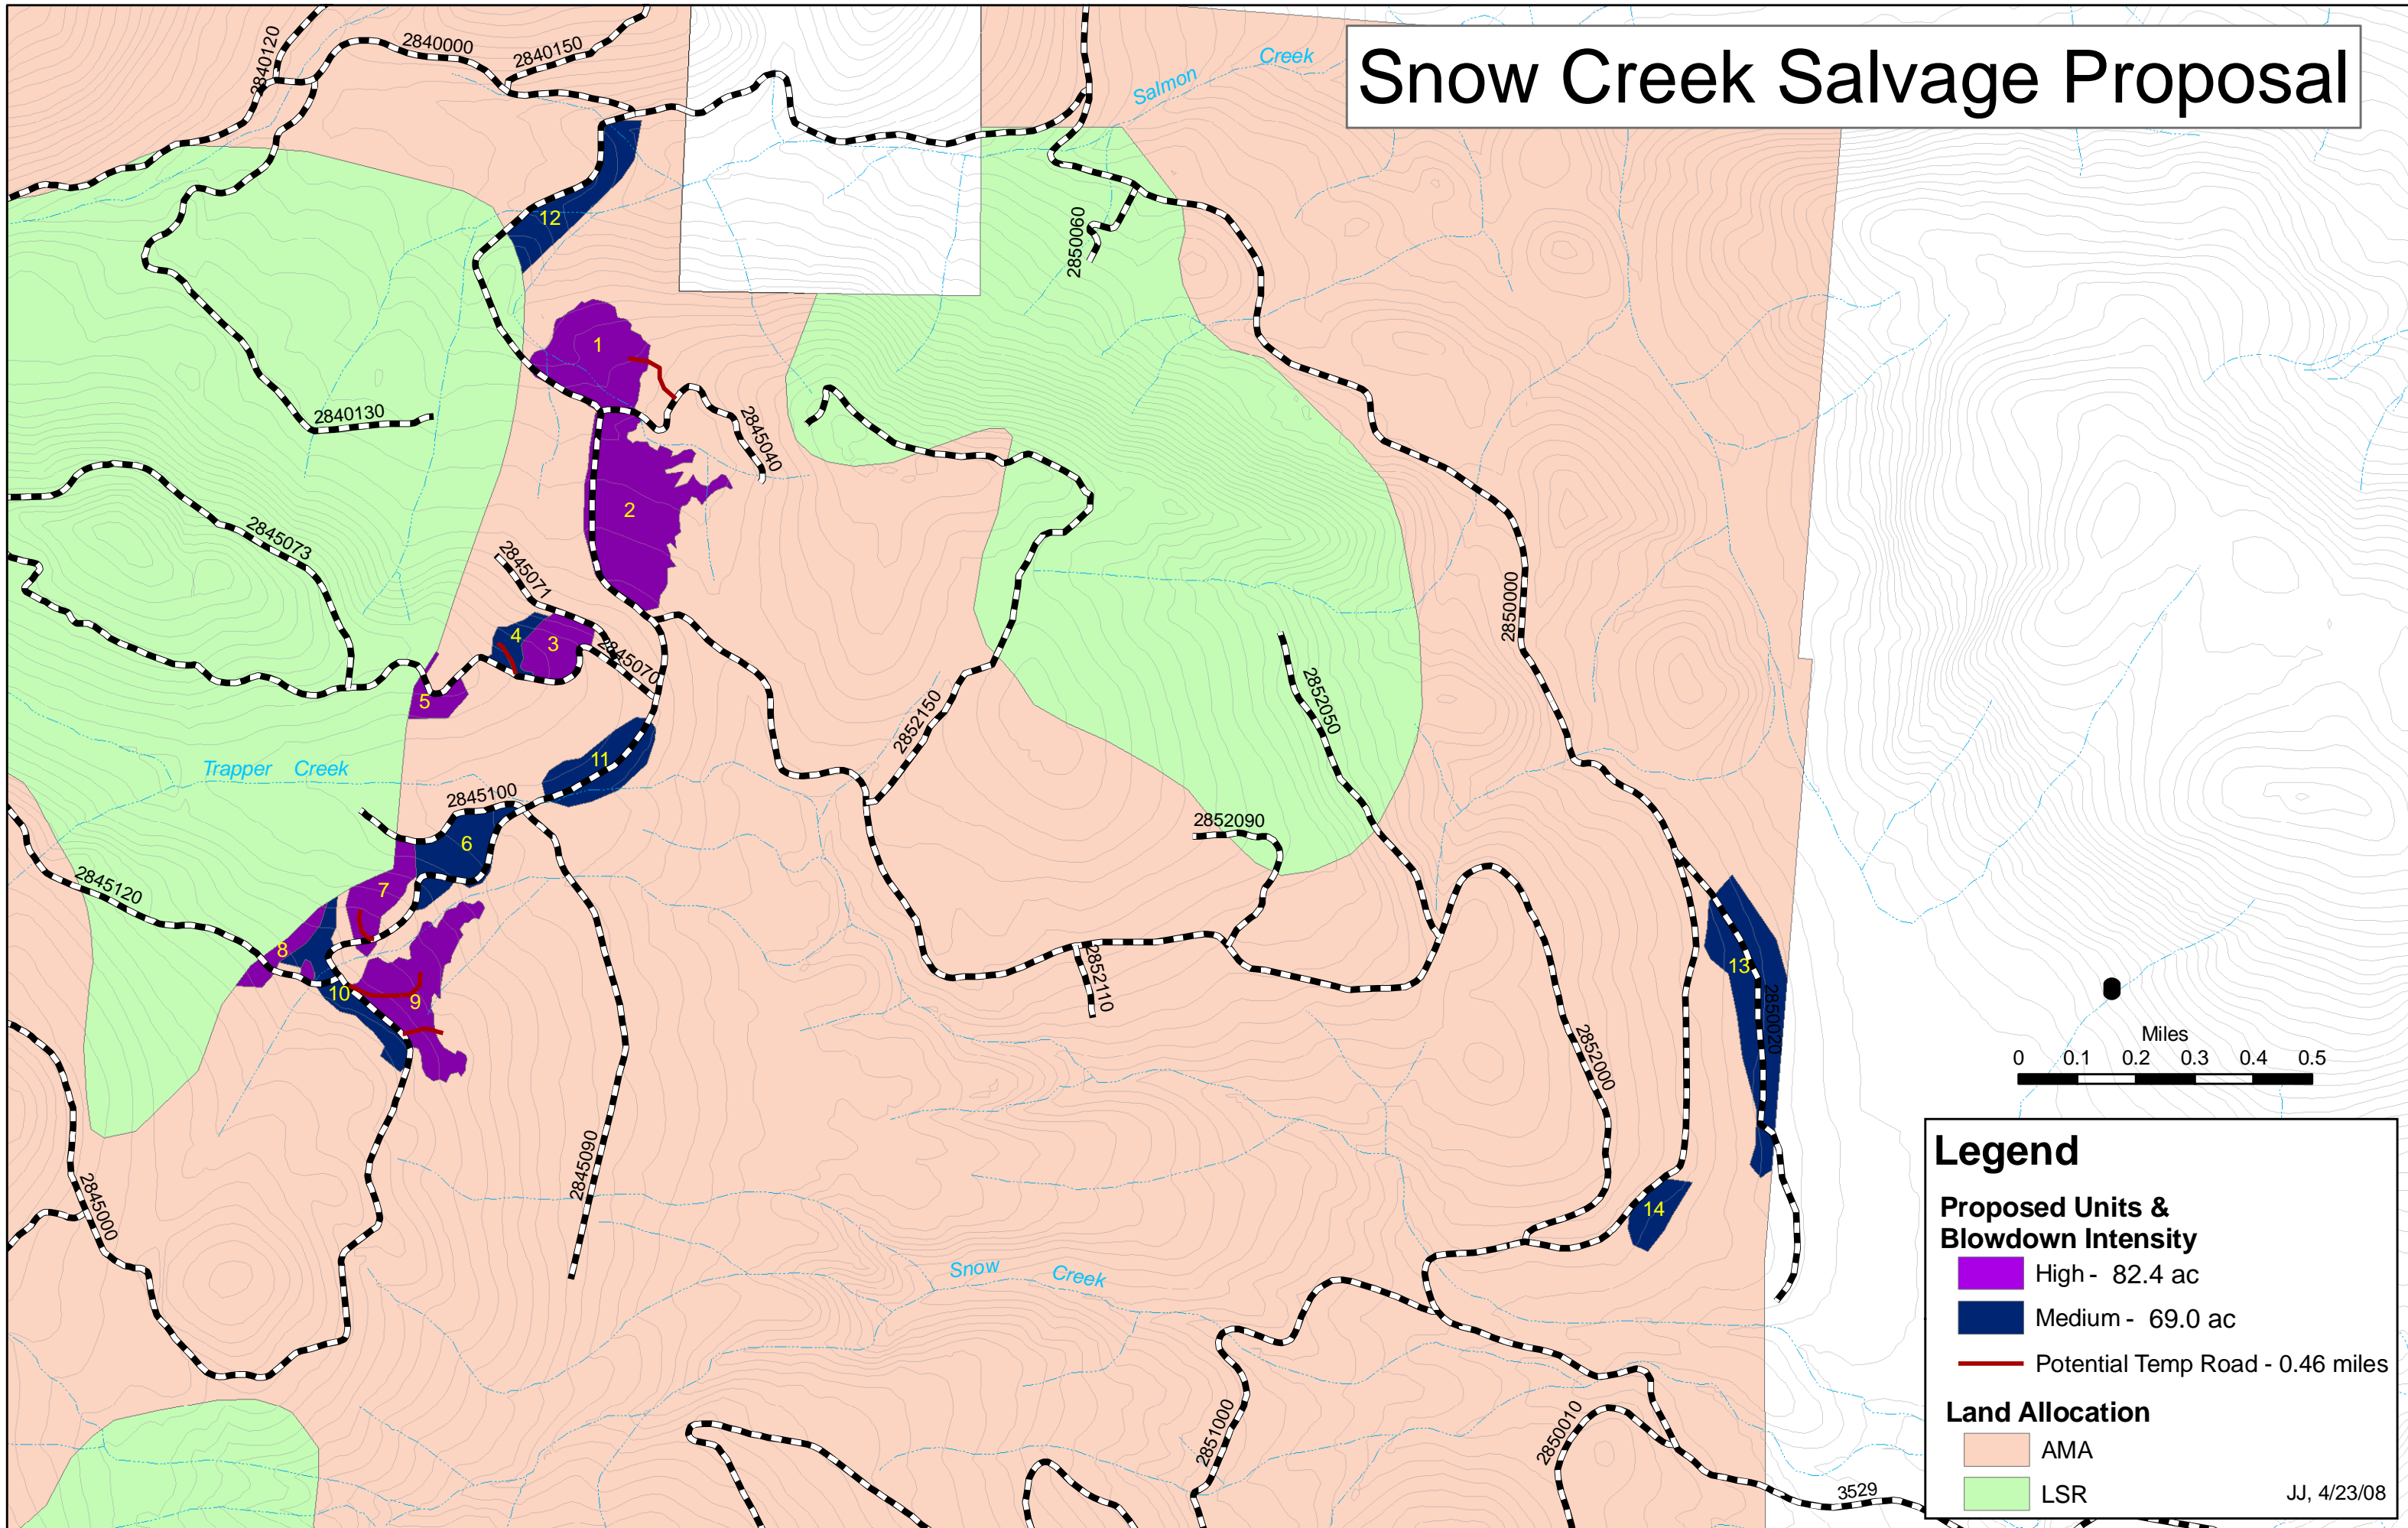 Snow Creek Salvage Proposal
2840120
2840000
2840150
Salmon Creek
12
2850060
1
2840130
2845040
2845073
2
2845071
4
3
2845070
5
2850000
2852150
2852050
11
Trapper Creek
2845100
2852090
6
2845120
7
8
10
9
13
2850020
2852110
2852000
Miles
0 0.1 0.2 0.3 0.4 0.5
2845090
2845000
14
Snow Creek
2851000
2850010
3529
Legend
Proposed Units &
Blowdown Intensity
High - 82.4 ac
Medium - 69.0 ac
Potential Temp Road - 0.46 miles
Land Allocation
AMA
LSR
JJ, 4/23/08